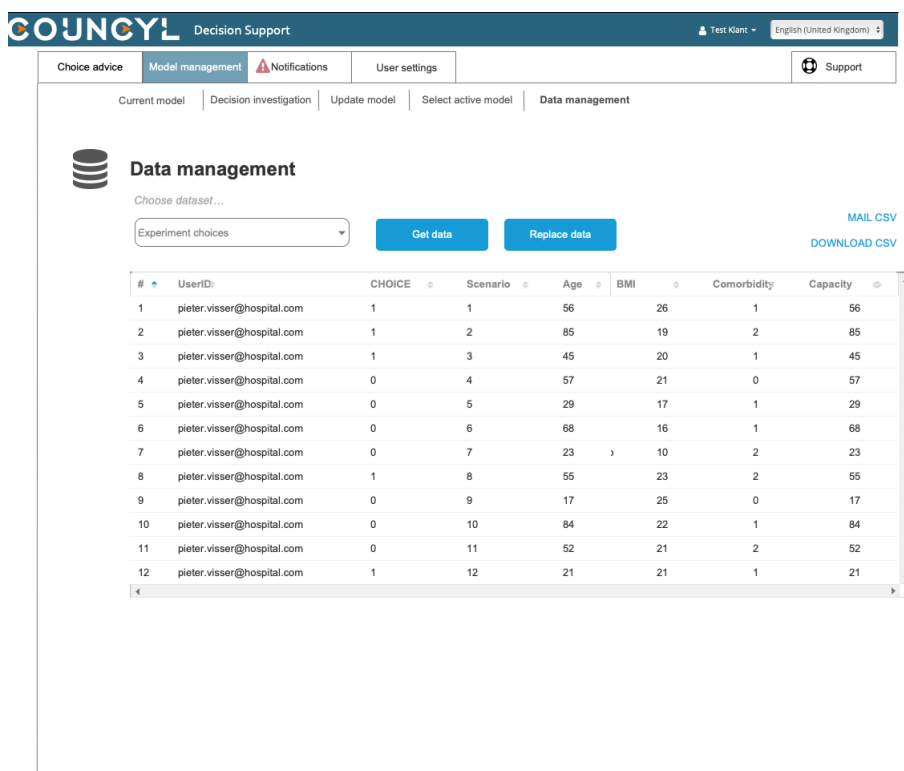 COUNCYL Decision Support Test Klant English (United Kingdom)
Choice advice Model management Notifications User settings Support
Current model Decision investigation Update model Select active model Data management
Data management
Choose dataset...
MAIL CSV
Experiment choices Get data Replace data
DOWNLOAD CSV
# UserID CHOICE Scenario Age BMI Comorbidity Capacity
1 pieter.visser@hospital.com 1 1 56 26 1 56
2 pieter.visser@hospital.com 1 2 85 19 2 85
3 pieter.visser@hospital.com 1 3 45 20 1 45
4 pieter.visser@hospital.com 0 4 57 21 0 57
5 pieter.visser@hospital.com 0 5 29 17 1 29
6 pieter.visser@hospital.com 0 6 68 16 1 68
7 pieter.visser@hospital.com 0 7 23 10 2 23
8 pieter.visser@hospital.com 1 8 55 23 2 55
9 pieter.visser@hospital.com 0 9 17 25 0 17
10 pieter.visser@hospital.com 0 10 84 22 1 84
11 pieter.visser@hospital.com 0 11 52 21 2 52
12 pieter.visser@hospital.com 1 12 21 21 1 21